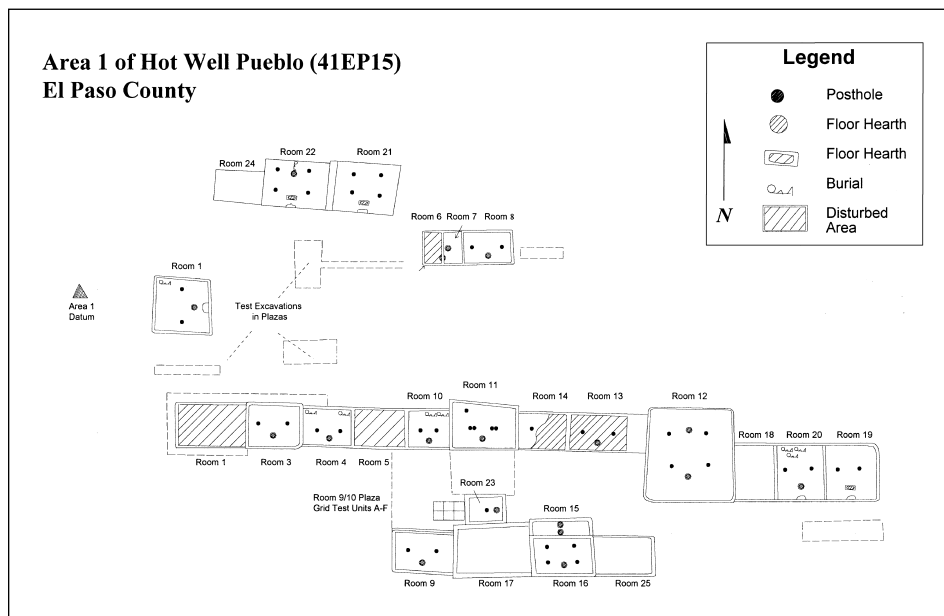 Area 1 of Hot Well Pueblo (41EP15)
El Paso County
Legend
Posthole
Floor Hearth
Floor Hearth
Burial
Disturbed
Area
N
Room 22
Room 21
Room 24
Room 6
Room 7
Room 8
Room 1
Area 1
Datum
Test Excavations
in Plazas
Room 11
Room 10
Room 14
Room 13
Room 12
Room 18
Room 20
Room 19
Room 1
Room 3
Room 4
Room 5
Room 23
Room 9/10 Plaza
Grid Test Units A-F
Room 15
Room 9
Room 17
Room 16
Room 25